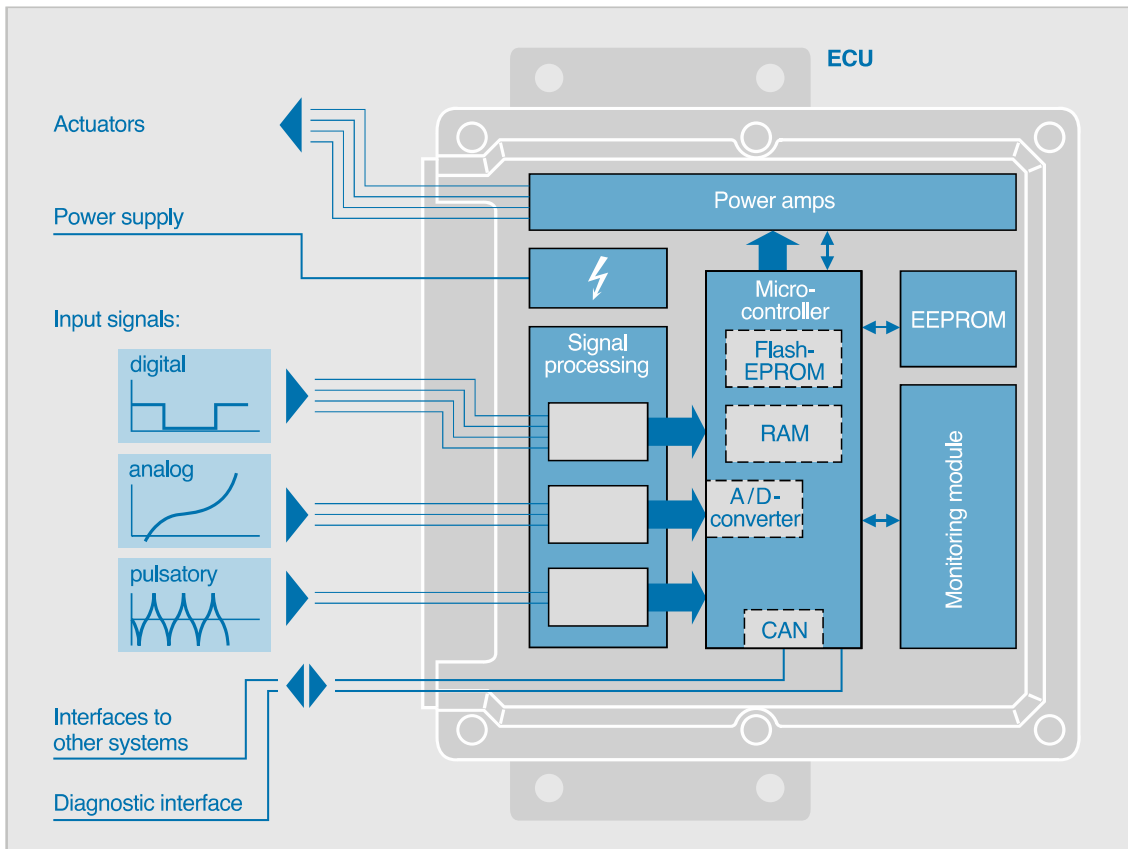 ECU
Actuators
Power amps
Power supply
Micro-
controller
EEPROM
Input signals:
Signal
processing
Flash-
EPROM
digital
RAM
analog
A/D-
converter
Monitoring module
pulsatory
CAN
Interfaces to
other systems
Diagnostic interface